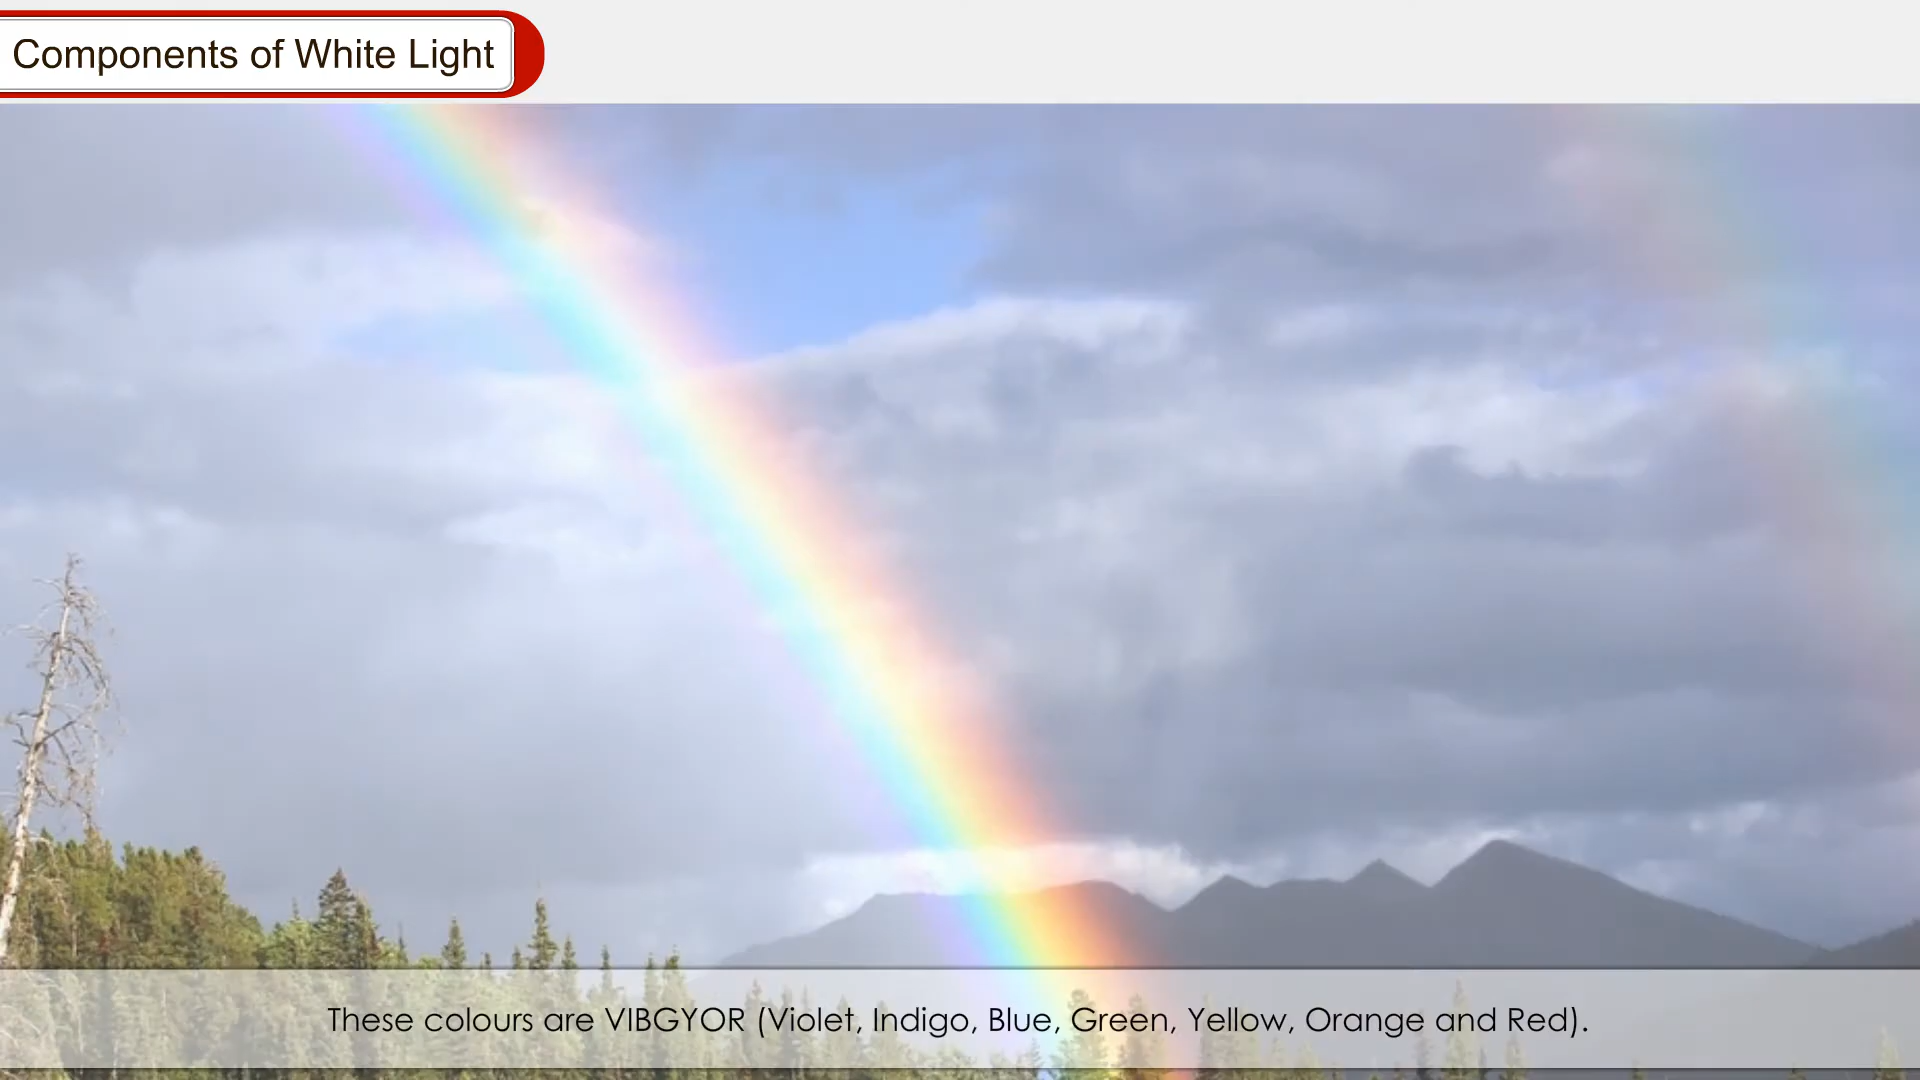 Components of White Light
These colours are VIBGYOR (Violet, Indigo, Blue, Green, Yellow, Orange and Red).